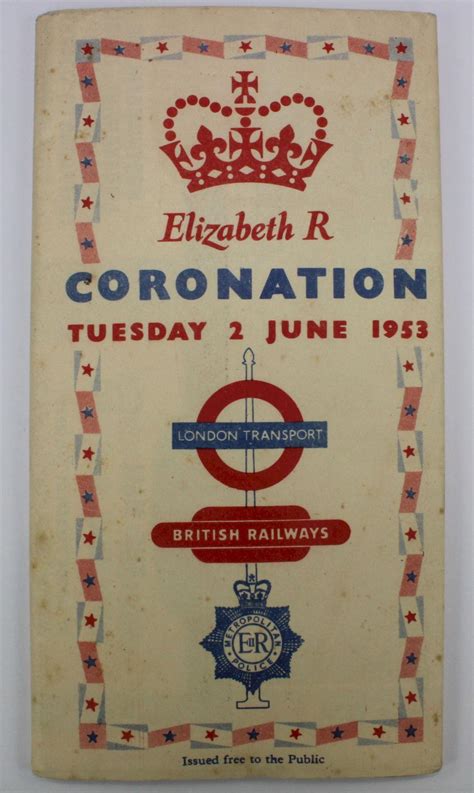 Elizabeth R
CORONATION
TUESDAY 2 JUNE 1953
LONDON TRANSPORT
BRITISH RAILWAYS
METROPOLITAN
EIIR
POLICE
Issued free to the Public